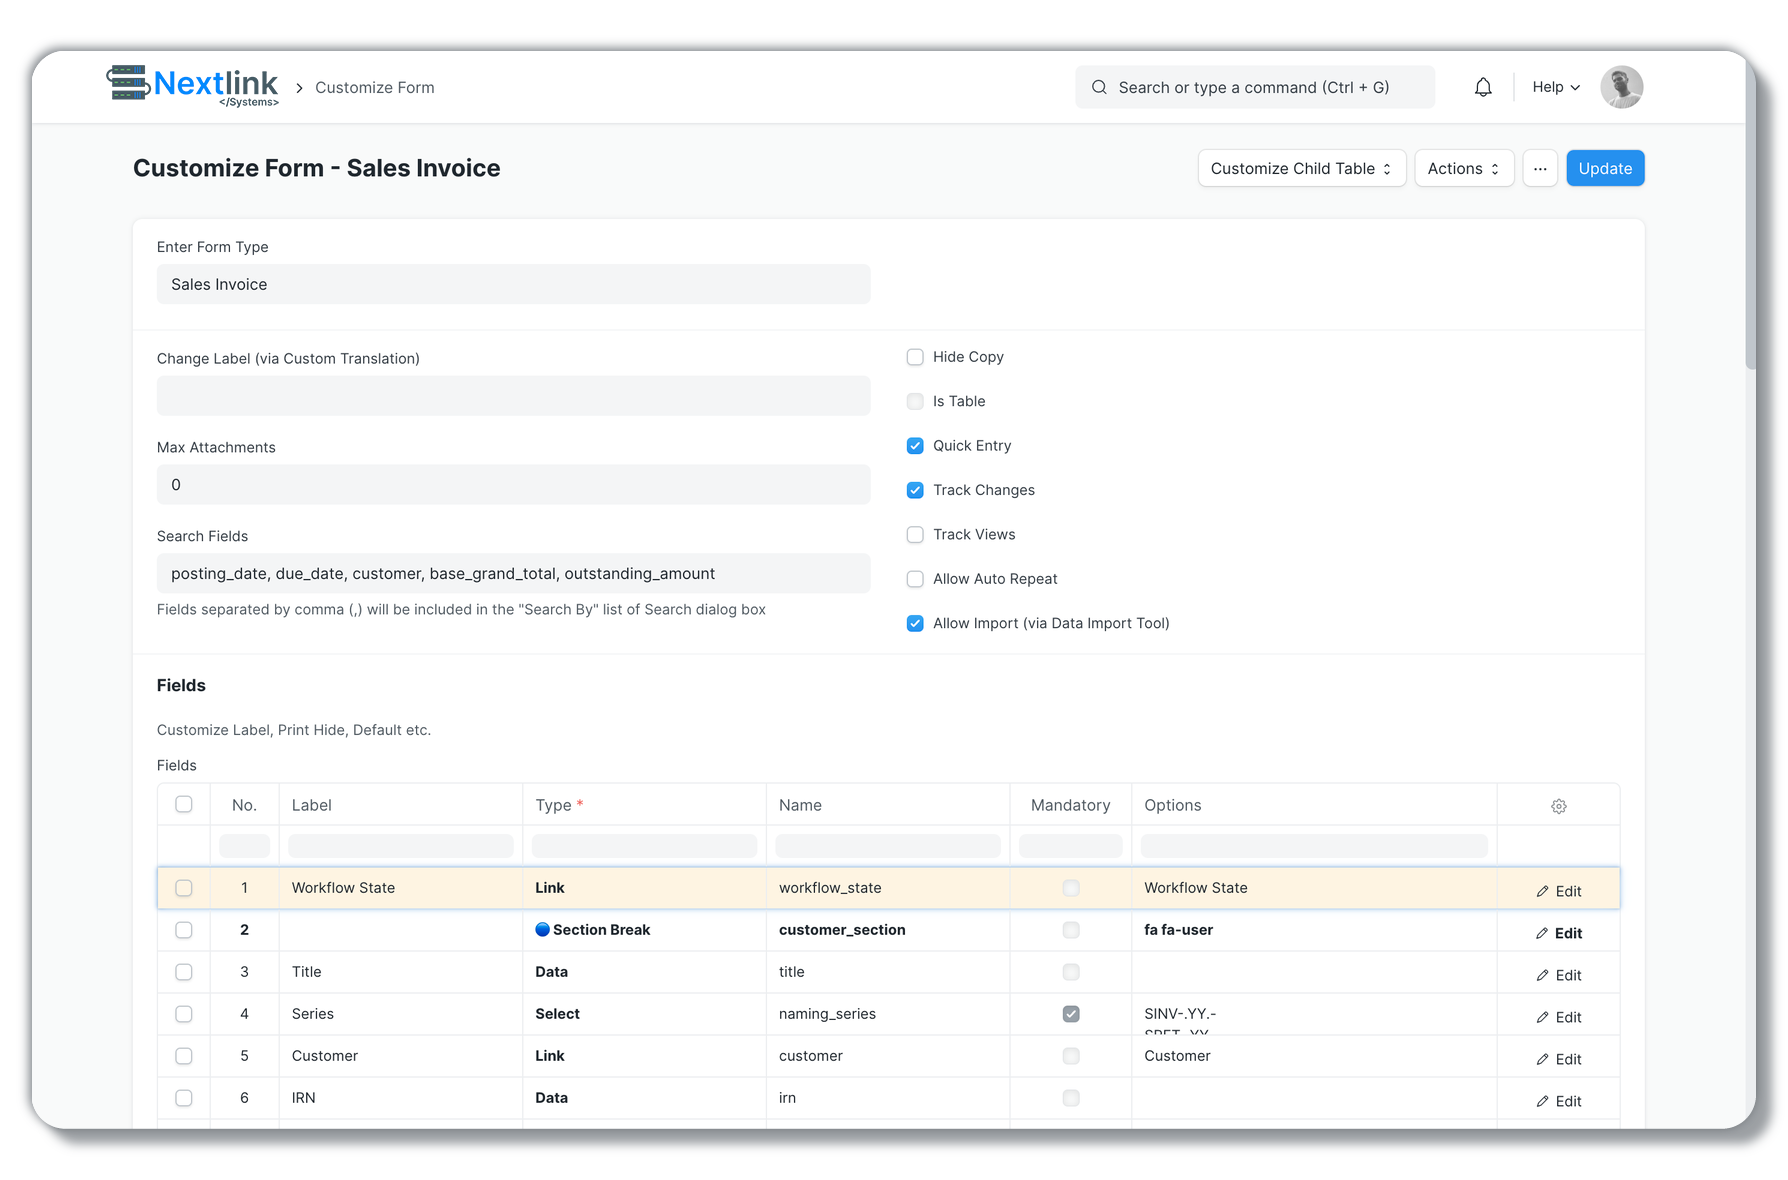 Nextlink
</Systems>
Customize Form
Search or type a command (Ctrl + G)
Help
Customize Form - Sales Invoice
Customize Child Table
Actions
...
Update
Enter Form Type
Sales Invoice
Change Label (via Custom Translation)
Hide Copy
Is Table
Max Attachments
Quick Entry
0
Track Changes
Search Fields
Track Views
posting_date, due_date, customer, base_grand_total, outstanding_amount
Allow Auto Repeat
Fields separated by comma (,) will be included in the "Search By" list of Search dialog box
Allow Import (via Data Import Tool)
Fields
Customize Label, Print Hide, Default etc.
Fields
No. Label Type * Name Mandatory Options
1 Workflow State Link workflow_state Workflow State Edit
2 Section Break customer_section fa fa-user Edit
3 Title Data title Edit
4 Series Select naming_series SINV-.YY.- Edit
5 Customer Link customer Customer Edit
6 IRN Data irn Edit